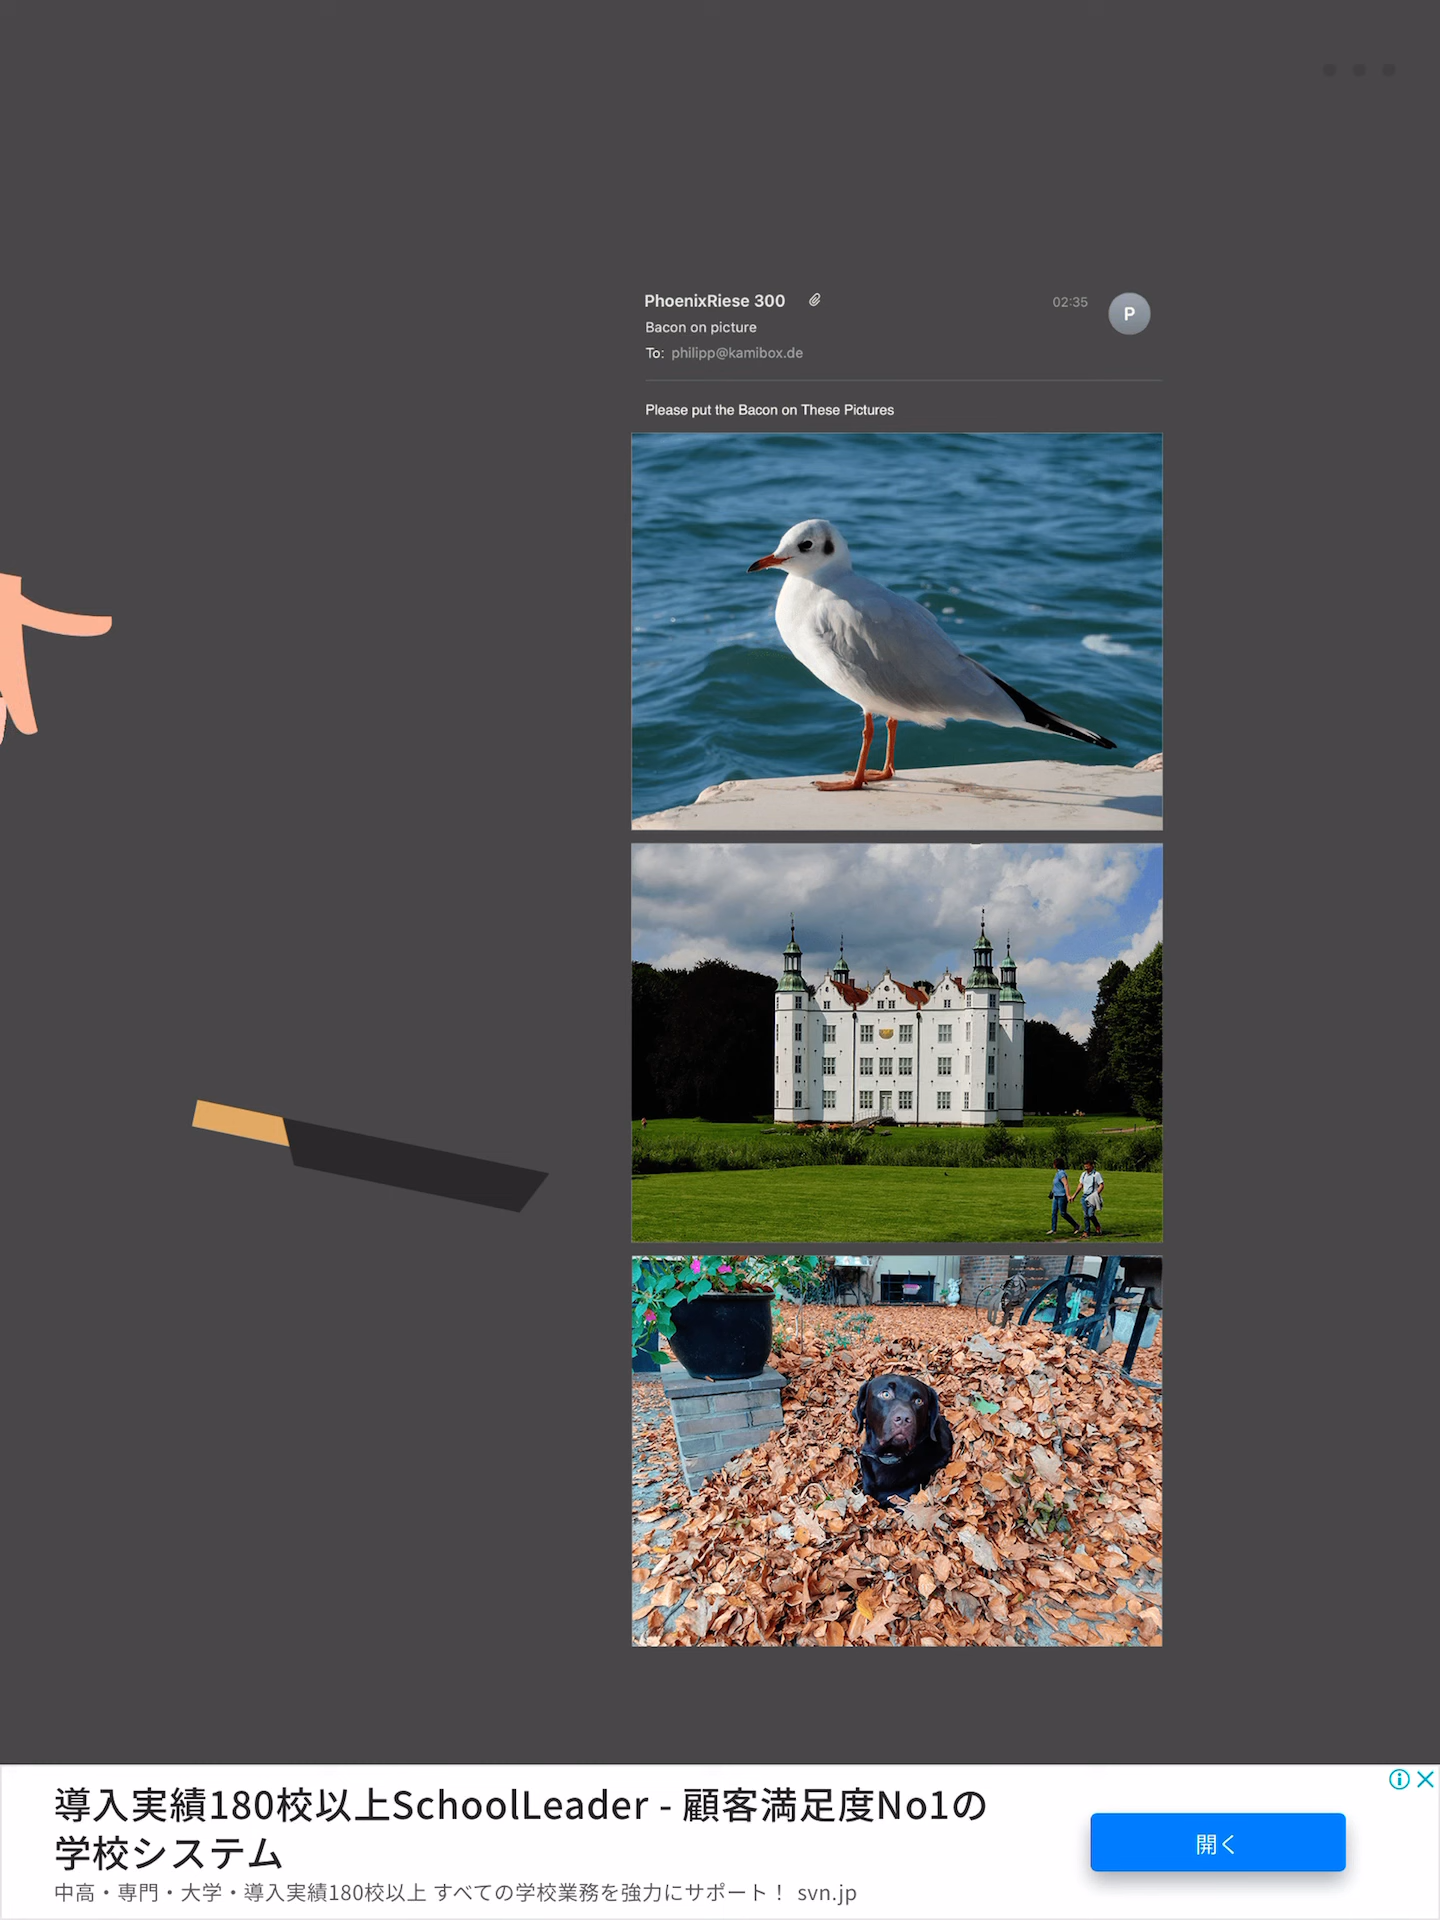 PhoenixRiese 300
02:35
P
Bacon on picture
To: philipp@kamibox.de
Please put the Bacon on These Pictures
導入実績180校以上SchoolLeader - 顧客満足度No1の
学校システム
中高・専門・大学・導入実績180校以上 すべての学校業務を強力にサポート！ svn.jp
開く